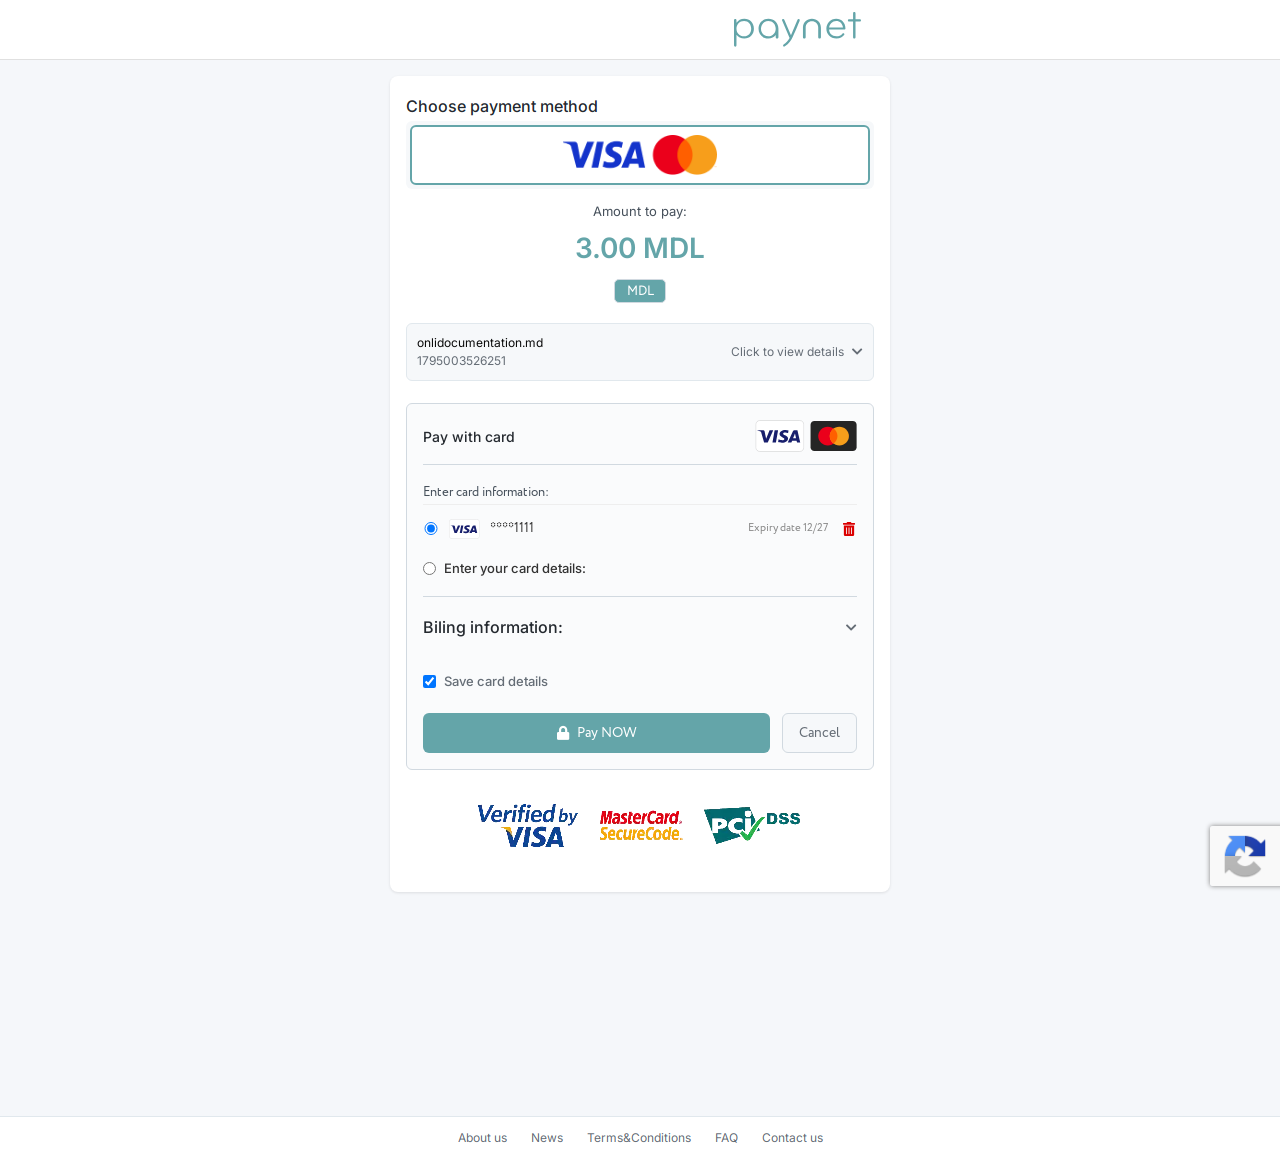 paynet
Choose payment method
VISA
Amount to pay:
3.00 MDL
MDL
onlidocumentation.md
1795003526251
Click to view details
Pay with card
VISA
Enter card information:
VISA °°°°1111 Expiry date 12/27
Enter your card details:
Biling information:
Save card details
Pay NOW
Cancel
Verified by
VISA
MasterCard.
SecureCode.
PCI DSS
About us News Terms&Conditions FAQ Contact us